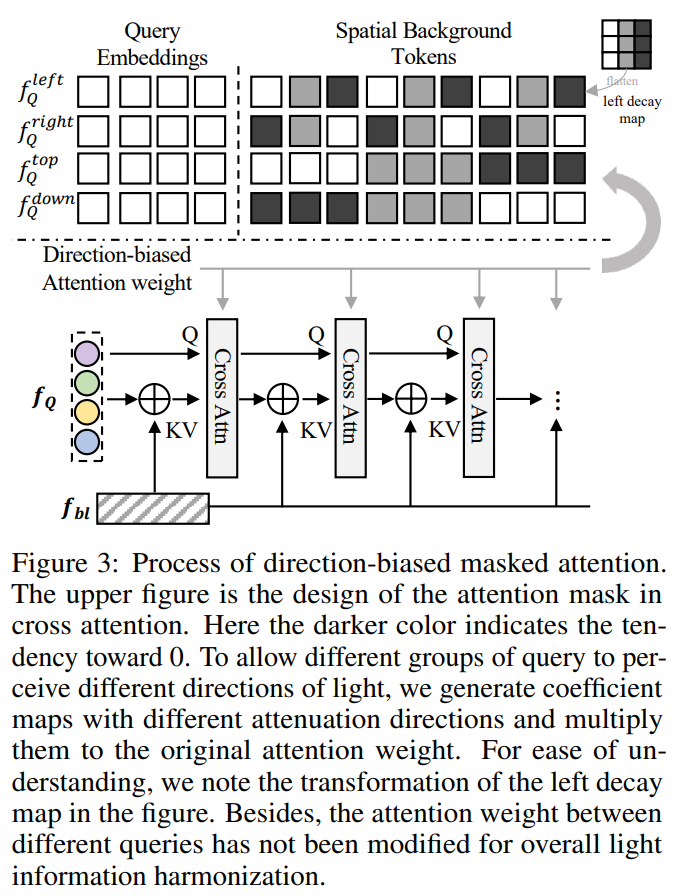 Query
Embeddings
Spatial Background
Tokens
flatten
left decay
map
f_Q^{left}
f_Q^{right}
f_Q^{top}
f_Q^{down}
Direction-biased
Attention weight
Q
Q
Q
Cross Attn
Cross Attn
Cross Attn
f_Q
KV
KV
KV
...
f_{bl}
Figure 3: Process of direction-biased masked attention.
The upper figure is the design of the attention mask in
cross attention. Here the darker color indicates the ten-
dency toward 0. To allow different groups of query to per-
ceive different directions of light, we generate coefficient
maps with different attenuation directions and multiply
them to the original attention weight. For ease of un-
derstanding, we note the transformation of the left decay
map in the figure. Besides, the attention weight between
different queries has not been modified for overall light
information harmonization.